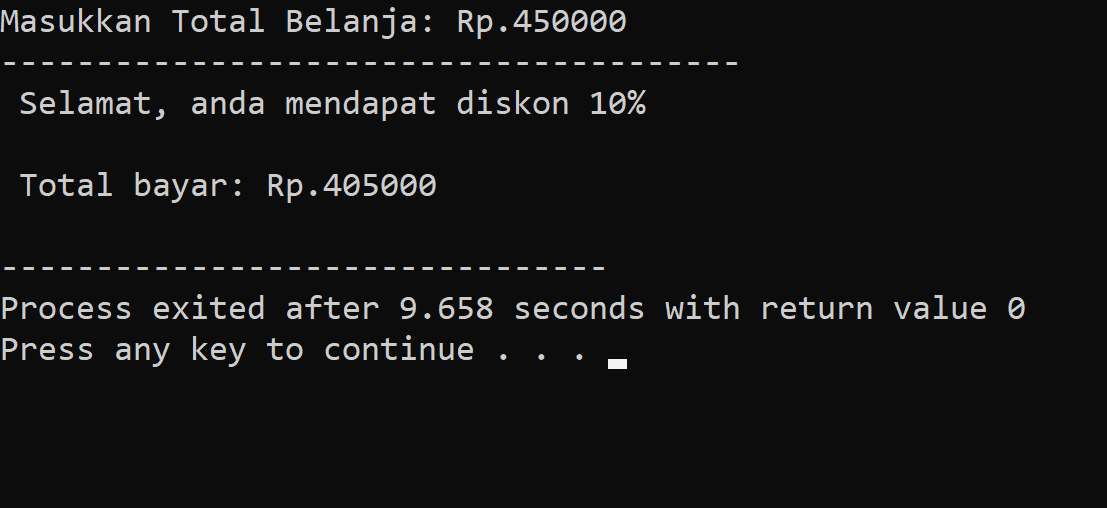 Masukkan Total Belanja: Rp.450000
---------------------------------------
 Selamat, anda mendapat diskon 10%

 Total bayar: Rp.405000

--------------------------------
Process exited after 9.658 seconds with return value 0
Press any key to continue . . .